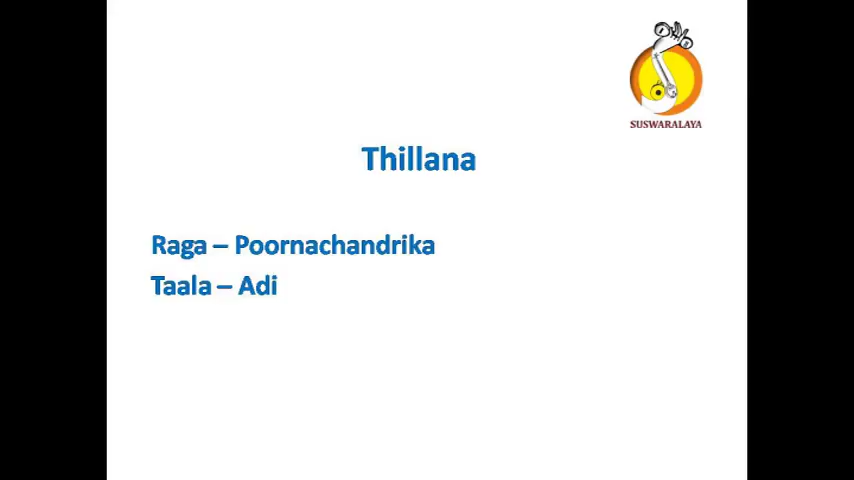 SUSWARALAYA
Thillana
Raga – Poornachandrika
Taala – Adi